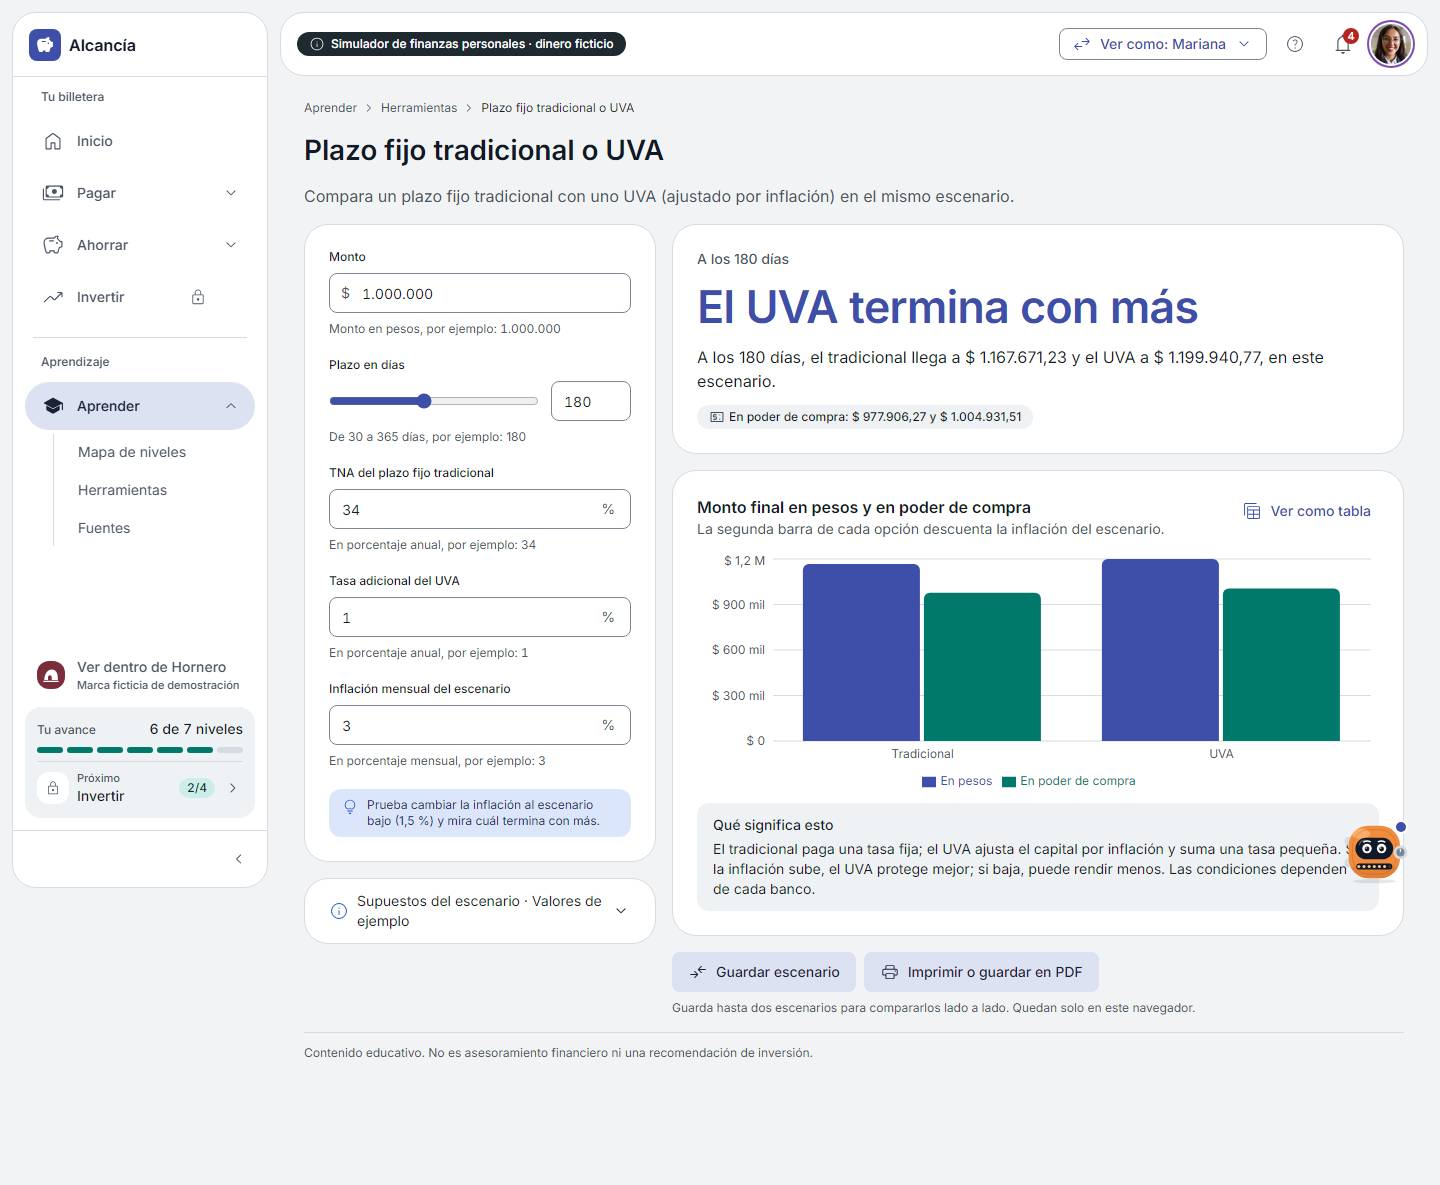 Alcancía
Simulador de finanzas personales · dinero ficticio
Ver como: Mariana
4
Tu billetera
Inicio
Pagar
Ahorrar
Invertir
Aprendizaje
Aprender
Mapa de niveles
Herramientas
Fuentes
Ver dentro de Hornero
Marca ficticia de demostración
Tu avance
6 de 7 niveles
Próximo
Invertir
2/4
Aprender > Herramientas > Plazo fijo tradicional o UVA
Plazo fijo tradicional o UVA
Compara un plazo fijo tradicional con uno UVA (ajustado por inflación) en el mismo escenario.
Monto
$ 1.000.000
Monto en pesos, por ejemplo: 1.000.000
Plazo en días
180
De 30 a 365 días, por ejemplo: 180
TNA del plazo fijo tradicional
34 %
En porcentaje anual, por ejemplo: 34
Tasa adicional del UVA
1 %
En porcentaje anual, por ejemplo: 1
Inflación mensual del escenario
3 %
En porcentaje mensual, por ejemplo: 3
Prueba cambiar la inflación al escenario
bajo (1,5 %) y mira cuál termina con más.
Supuestos del escenario · Valores de
ejemplo
A los 180 días
El UVA termina con más
A los 180 días, el tradicional llega a $ 1.167.671,23 y el UVA a $ 1.199.940,77, en este
escenario.
En poder de compra: $ 977.906,27 y $ 1.004.931,51
Monto final en pesos y en poder de compra
La segunda barra de cada opción descuenta la inflación del escenario.
Ver como tabla
$ 1,2 M
$ 900 mil
$ 600 mil
$ 300 mil
$ 0
Tradicional
UVA
En pesos
En poder de compra
Qué significa esto
El tradicional paga una tasa fija; el UVA ajusta el capital por inflación y suma una tasa pequeña.
la inflación sube, el UVA protege mejor; si baja, puede rendir menos. Las condiciones dependen
de cada banco.
Guardar escenario
Imprimir o guardar en PDF
Guarda hasta dos escenarios para compararlos lado a lado. Quedan solo en este navegador.
Contenido educativo. No es asesoramiento financiero ni una recomendación de inversión.